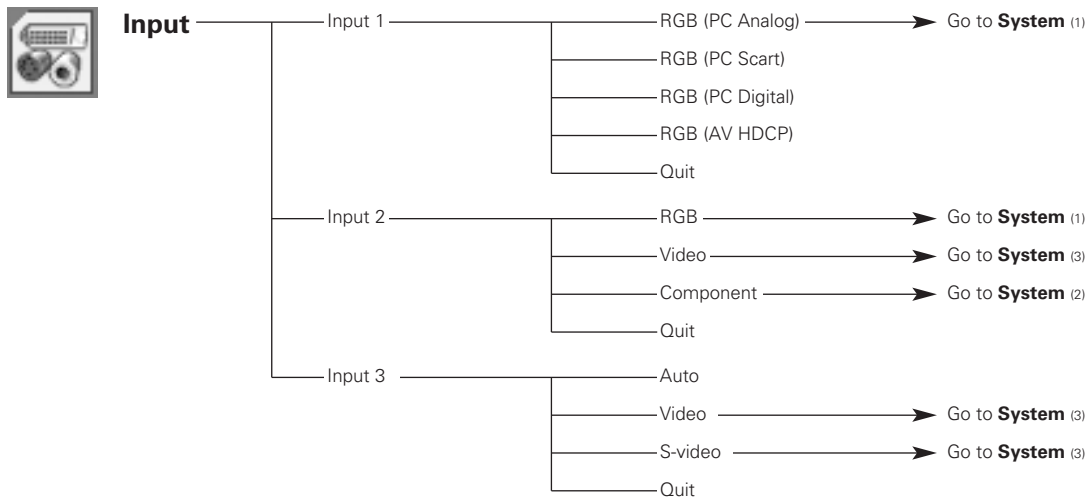 Input
Input 1
RGB (PC Analog)
Go to System (1)
RGB (PC Scart)
RGB (PC Digital)
RGB (AV HDCP)
Quit
Input 2
RGB
Go to System (1)
Video
Go to System (3)
Component
Go to System (2)
Quit
Input 3
Auto
Video
Go to System (3)
S-video
Go to System (3)
Quit